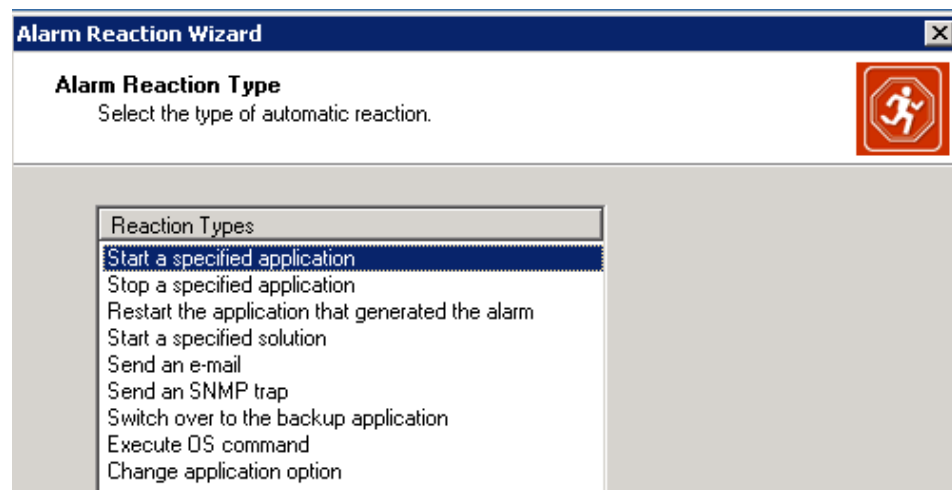 Alarm Reaction Wizard
Alarm Reaction Type
Select the type of automatic reaction.
Reaction Types
Start a specified application
Stop a specified application
Restart the application that generated the alarm
Start a specified solution
Send an e-mail
Send an SNMP trap
Switch over to the backup application
Execute OS command
Change application option